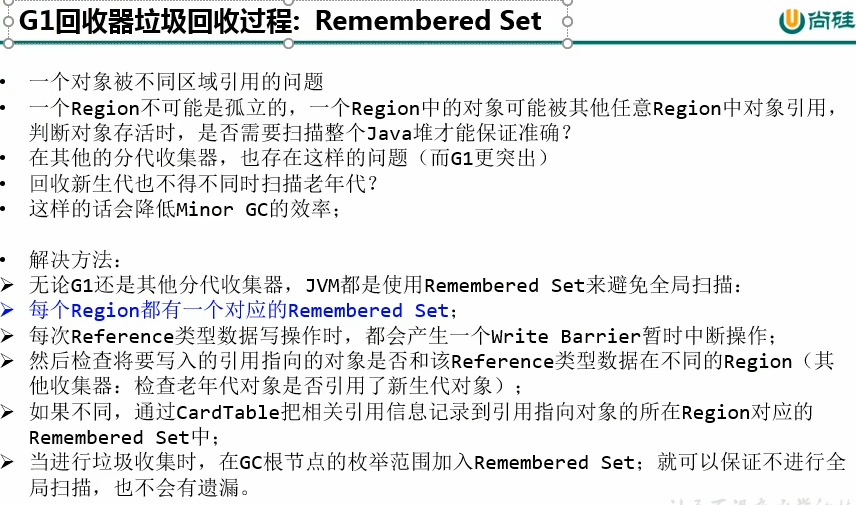 G1回收器垃圾回收过程: Remembered Set
尚硅
• 一个对象被不同区域引用的问题
• 一个Region不可能是孤立的，一个Region中的对象可能被其他任意Region中对象引用，
判断对象存活时，是否需要扫描整个Java堆才能保证准确？
• 在其他的分代收集器，也存在这样的问题（而G1更突出）
• 回收新生代也不得不同时扫描老年代？
• 这样的话会降低Minor GC的效率；
• 解决方法：
➢ 无论G1还是其他分代收集器，JVM都是使用Remembered Set来避免全局扫描：
➢ 每个Region都有一个对应的Remembered Set；
➢ 每次Reference类型数据写操作时，都会产生一个Write Barrier暂时中断操作；
➢ 然后检查将要写入的引用指向的对象是否和该Reference类型数据在不同的Region（其
他收集器：检查老年代对象是否引用了新生代对象）；
➢ 如果不同，通过CardTable把相关引用信息记录到引用指向对象的所在Region对应的
Remembered Set中；
➢ 当进行垃圾收集时，在GC根节点的枚举范围加入Remembered Set；就可以保证不进行全
局扫描，也不会有遗漏。